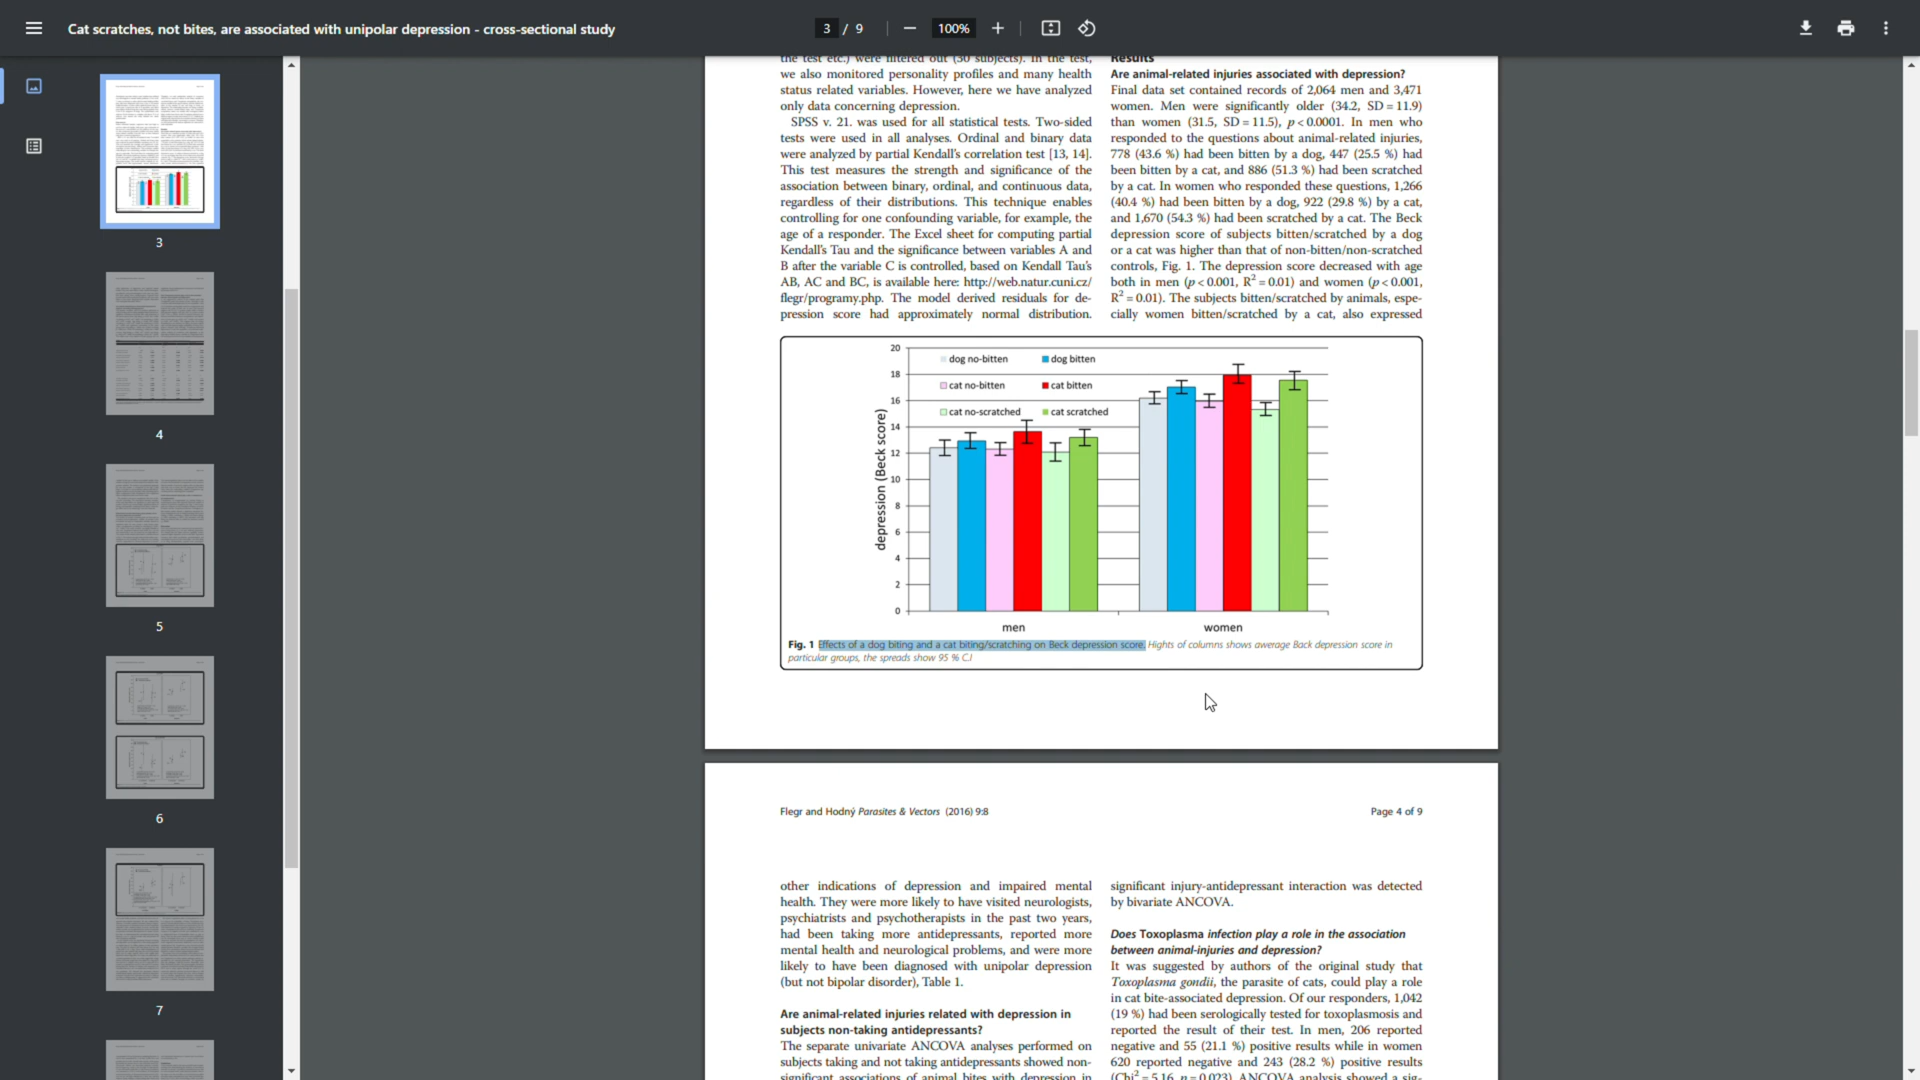 Cat scratches, not bites, are associated with unipolar depression - cross-sectional study
3 / 9
100%
3
4
5
6
7
the test etc.) were filtered out (30 subjects). In the test,
we also monitored personality profiles and many health
status related variables. However, here we have analyzed
only data concerning depression.
SPSS v. 21. was used for all statistical tests. Two-sided
tests were used in all analyses. Ordinal and binary data
were analyzed by partial Kendall's correlation test [13, 14].
This test measures the strength and significance of the
association between binary, ordinal, and continuous data,
regardless of their distributions. This technique enables
controlling for one confounding variable, for example, the
age of a responder. The Excel sheet for computing partial
Kendall's Tau and the significance between variables A and
B after the variable C is controlled, based on Kendall Tau's
AB, AC and BC, is available here: http://web.natur.cuni.cz/
flegr/programy.php. The model derived residuals for de-
pression score had approximately normal distribution.
Results
Are animal-related injuries associated with depression?
Final data set contained records of 2,064 men and 3,471
women. Men were significantly older (34.2, SD = 11.9)
than women (31.5, SD = 11.5), p < 0.0001. In men who
responded to the questions about animal-related injuries,
778 (43.6 %) had been bitten by a dog, 447 (25.5 %) had
been bitten by a cat, and 886 (51.3 %) had been scratched
by a cat. In women who responded these questions, 1,266
(40.4 %) had been bitten by a dog, 922 (29.8 %) by a cat,
and 1,670 (54.3 %) had been scratched by a cat. The Beck
depression score of subjects bitten/scratched by a dog
or a cat was higher than that of non-bitten/non-scratched
controls, Fig. 1. The depression score decreased with age
both in men (p < 0.001, R² = 0.01) and women (p < 0.001,
R² = 0.01). The subjects bitten/scratched by animals, espe-
cially women bitten/scratched by a cat, also expressed
depression (Beck score)
20
18
16
14
12
10
8
6
4
2
0
dog no-bitten dog bitten
cat no-bitten cat bitten
cat no-scratched cat scratched
men women
Fig. 1 Effects of a dog biting and a cat biting/scratching on Beck depression score. Hights of columns shows awerage Back depression score in
particular groups, the spreads show 95 % C.I
Flegr and Hodný Parasites & Vectors (2016) 9:8 Page 4 of 9
other indications of depression and impaired mental
health. They were more likely to have visited neurologists,
psychiatrists and psychotherapists in the past two years,
had been taking more antidepressants, reported more
mental health and neurological problems, and were more
likely to have been diagnosed with unipolar depression
(but not bipolar disorder), Table 1.
Are animal-related injuries related with depression in
subjects non-taking antidepressants?
The separate univariate ANCOVA analyses performed on
subjects taking and not taking antidepressants showed non-
significant associations of animal bites with depression in
significant injury-antidepressant interaction was detected
by bivariate ANCOVA.
Does Toxoplasma infection play a role in the association
between animal-injuries and depression?
It was suggested by authors of the original study that
Toxoplasma gondii, the parasite of cats, could play a role
in cat bite-associated depression. Of our responders, 1,042
(19 %) had been serologically tested for toxoplasmosis and
reported the result of their test. In men, 206 reported
negative and 55 (21.1 %) positive results while in women
620 reported negative and 243 (28.2 %) positive results
(Chi² = 5.16, p = 0.023). ANCOVA analysis showed a sig-